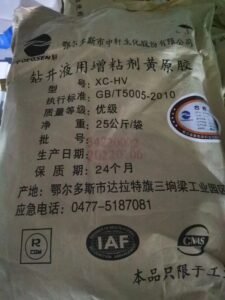 鄂尔多斯市中轩生化股份有限公司
钻井液用增粘剂黄原胶
型 号: XC-HV
执行标准: GB/T5005-2010
质量等级: 优级
净 重: 25公斤/袋
生产日期:
保 质 期: 24个月
产地: 鄂尔多斯市达拉特旗三垧梁工业园区
应急电话: 0477-5187081
R
IAF
CNAS
本品只限于工